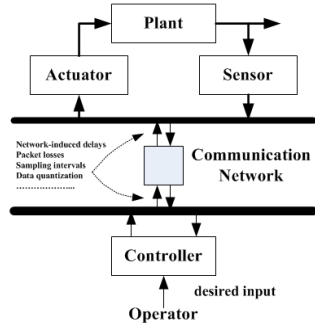 Plant
Actuator
Sensor
Network-induced delays
Packet losses
Sampling intervals
Data quantization
.....................
Communication
Network
Controller
desired input
Operator